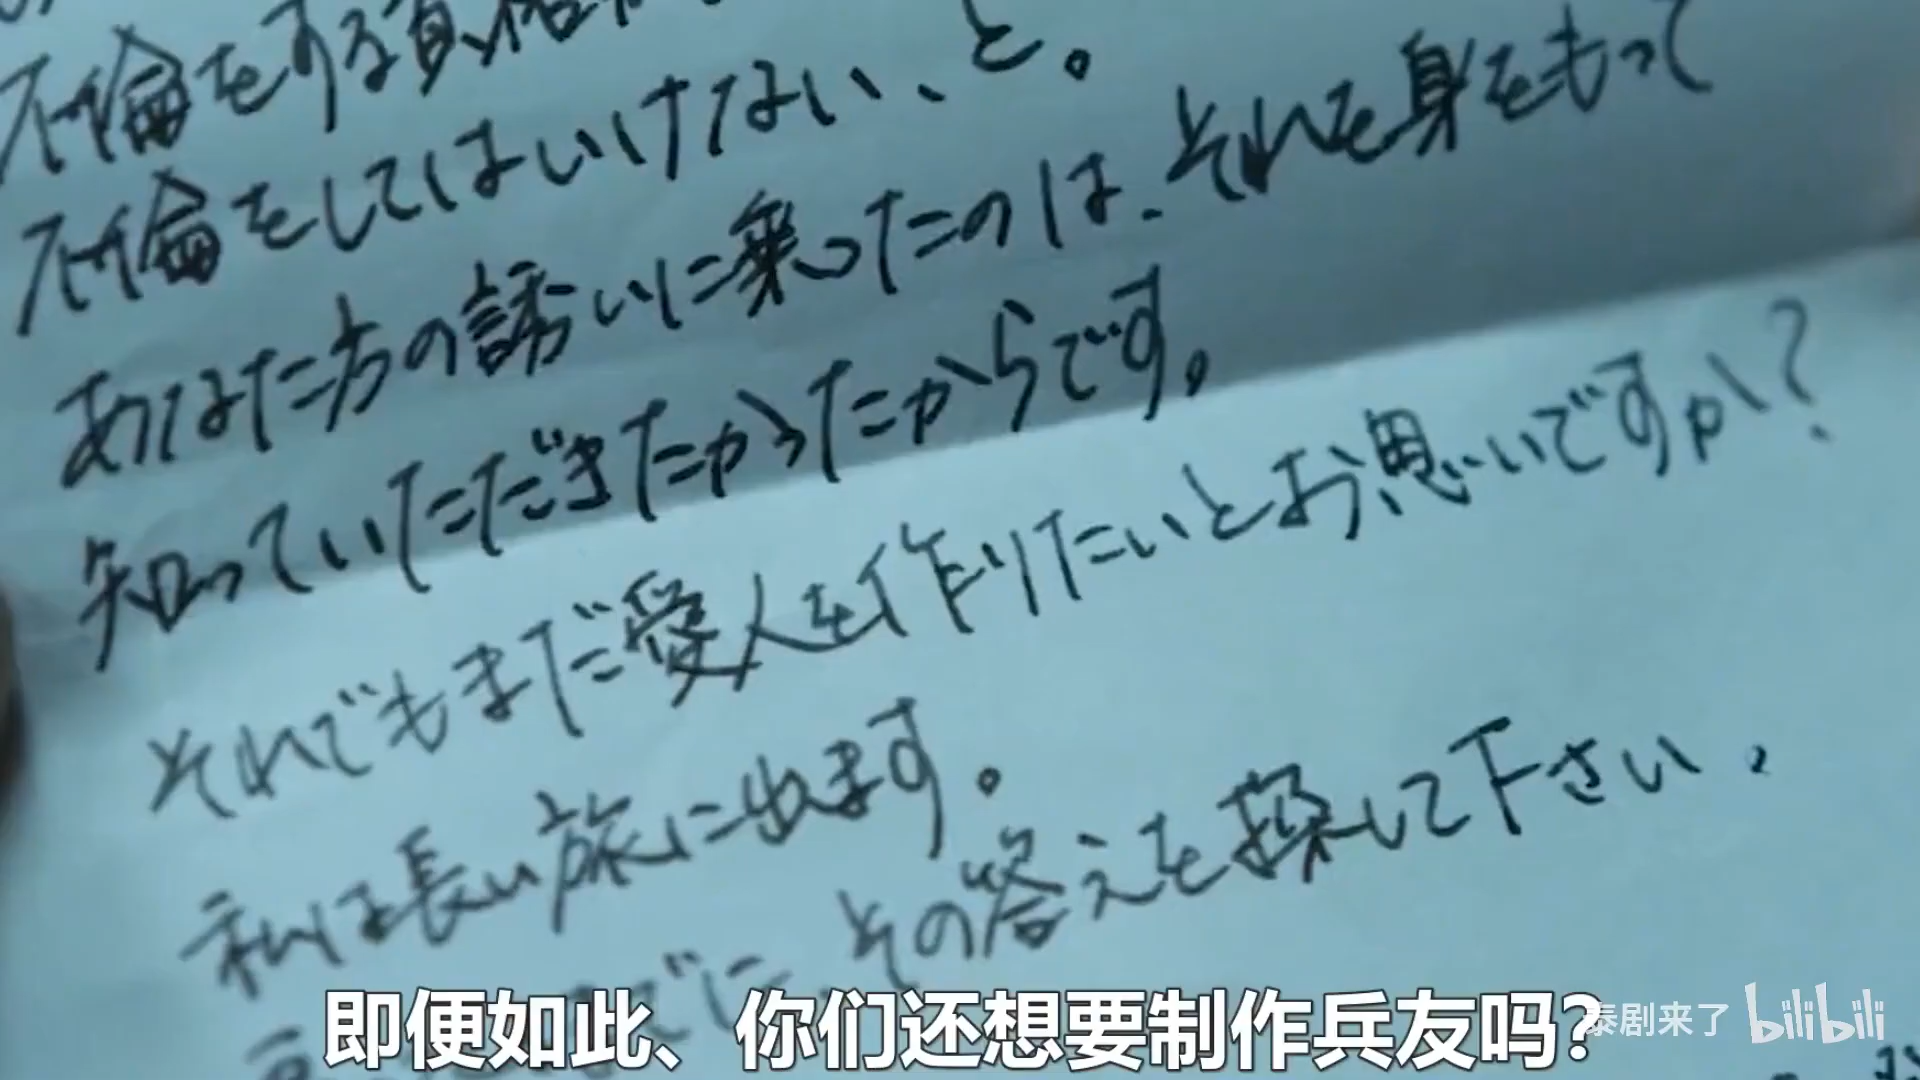 不倫をする資格
不倫をしてはいけない、と。
あなた方の誘いに乗ったのは、それを身をもって
知っていただきたかったからです。
それでもまだ愛人を作りたいとお思いですか？
私は長い旅に出ます。
でに、その答えを探して下さい、
即便如此、你们还想要制作兵友吗?
泰剧来了 bilibili